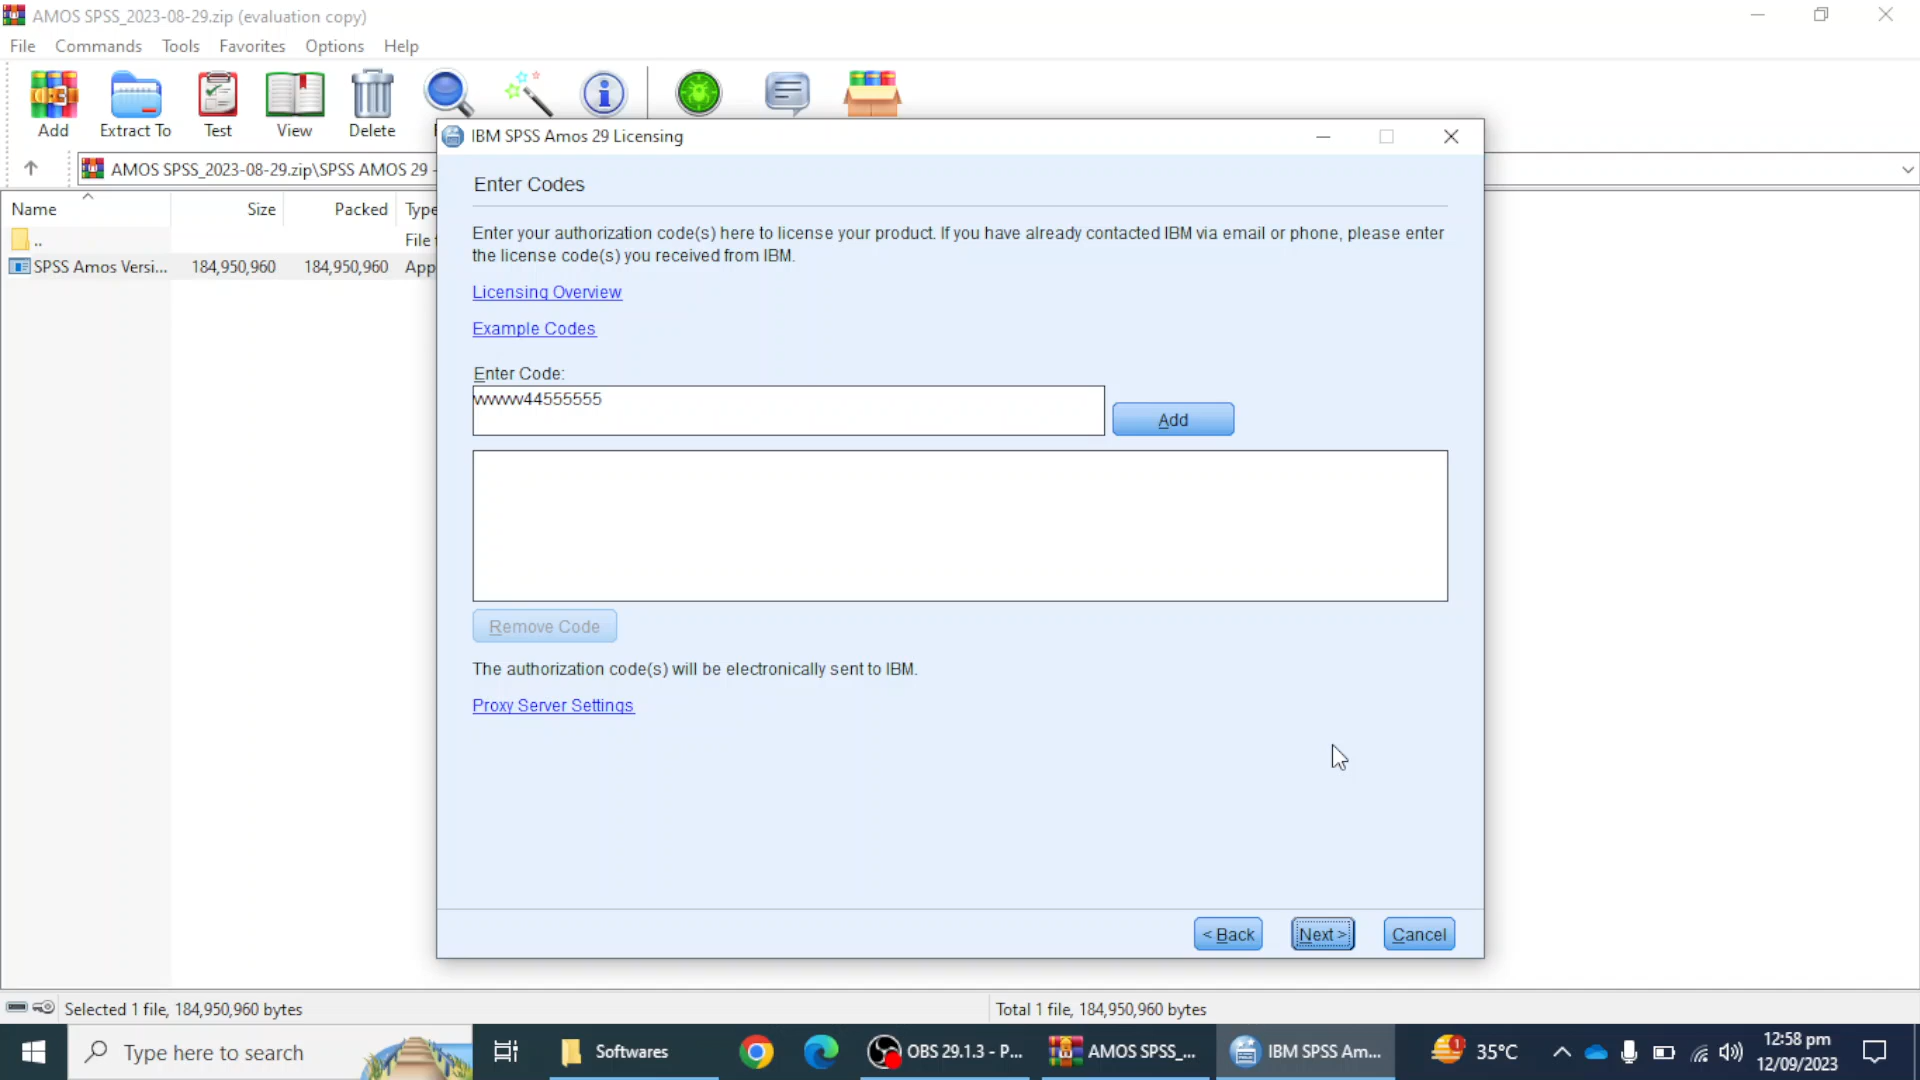 AMOS SPSS_2023-08-29.zip (evaluation copy)
File Commands Tools Favorites Options Help
Add Extract To Test View Delete
AMOS SPSS_2023-08-29.zip\SPSS AMOS 29 -
Name Size Packed Type
.. File
SPSS Amos Versi... 184,950,960 184,950,960 App
IBM SPSS Amos 29 Licensing
Enter Codes
Enter your authorization code(s) here to license your product. If you have already contacted IBM via email or phone, please enter
the license code(s) you received from IBM.
Licensing Overview
Example Codes
Enter Code:
Add
Remove Code
The authorization code(s) will be electronically sent to IBM.
Proxy Server Settings
< Back Next > Cancel
Selected 1 file, 184,950,960 bytes
Total 1 file, 184,950,960 bytes
Type here to search
Softwares
OBS 29.1.3 - P...
AMOS SPSS_...
IBM SPSS Am...
1
35°C
12:58 pm
12/09/2023